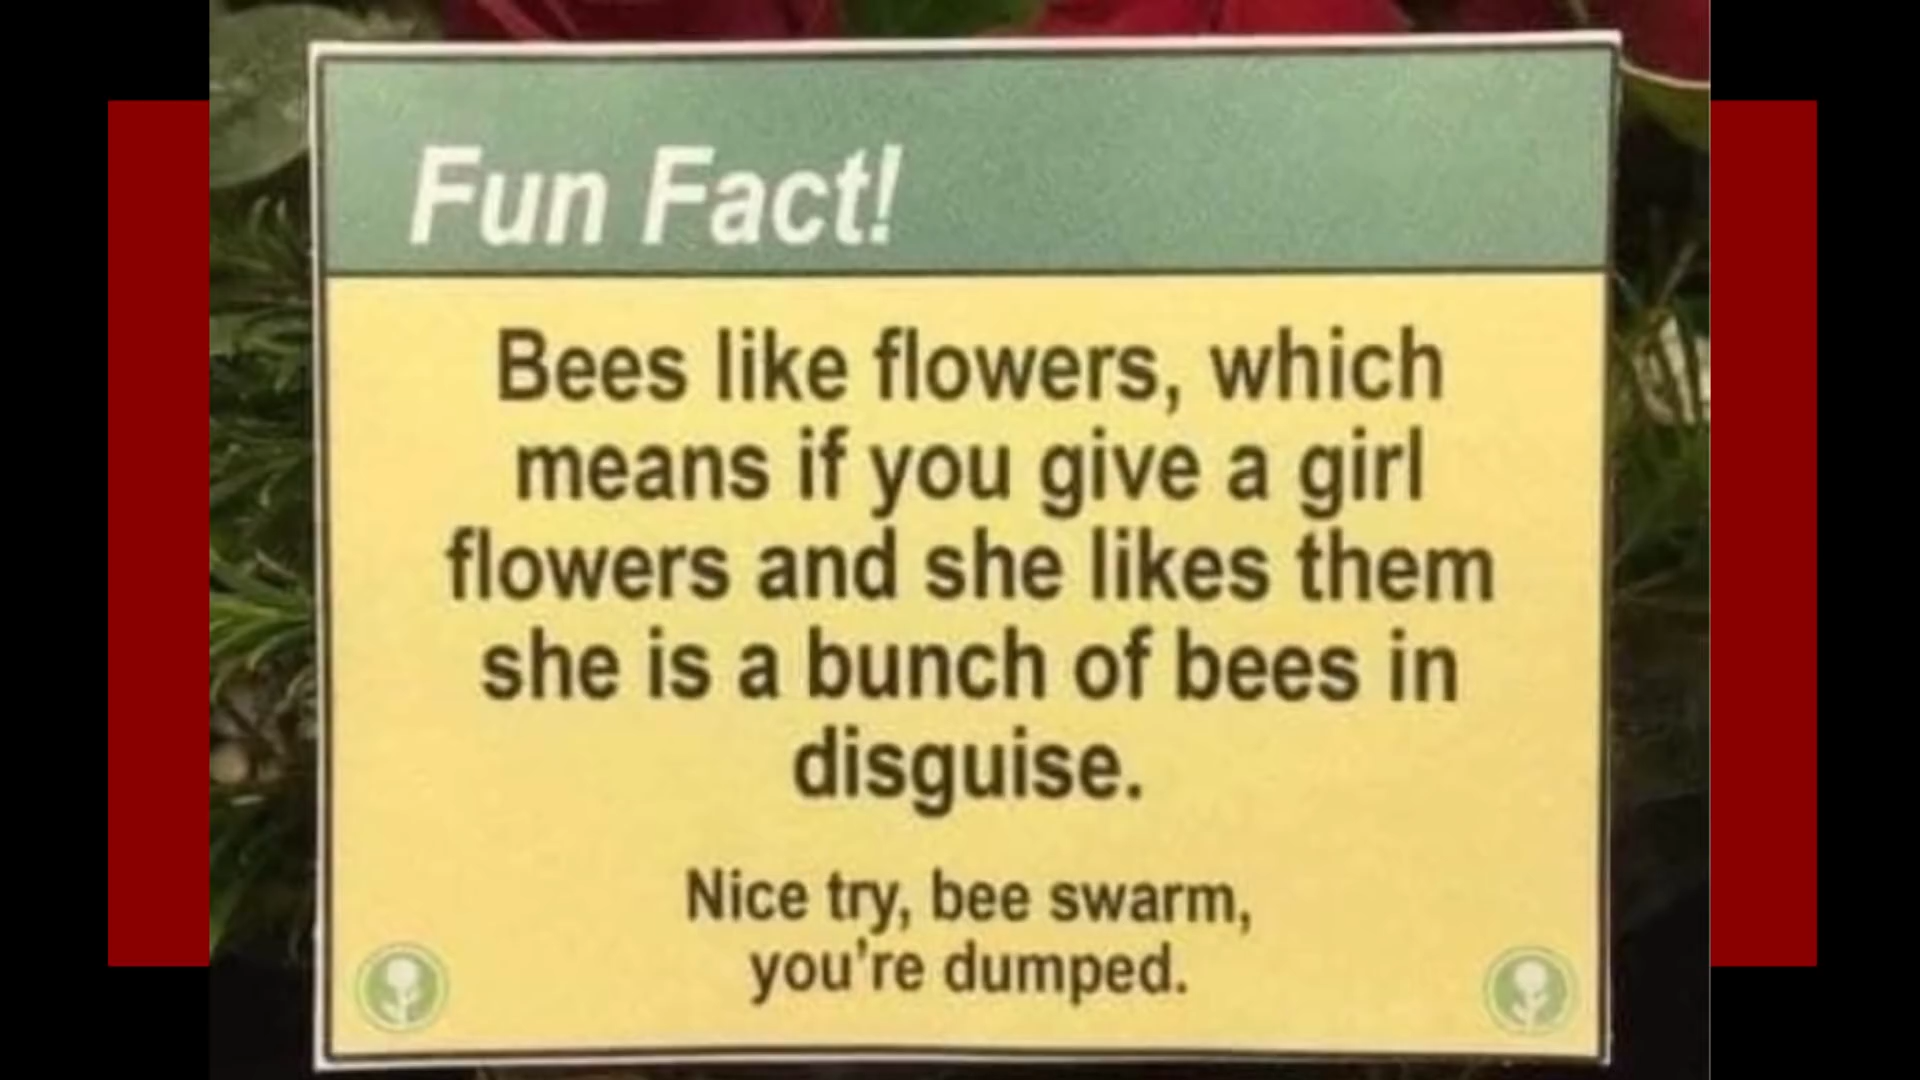 Fun Fact!
Bees like flowers, which
means if you give a girl
flowers and she likes them
she is a bunch of bees in
disguise.
Nice try, bee swarm,
you're dumped.